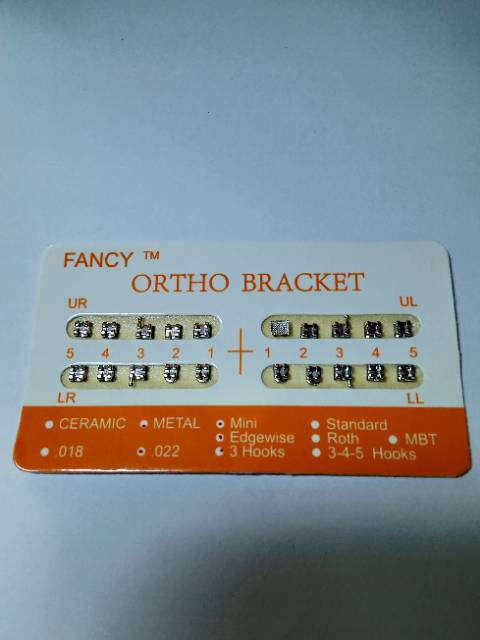 FANCY ™
ORTHO BRACKET
UR UL
5 4 3 2 1 1 2 3 4 5
LR LL
CERAMIC METAL Mini Standard
Edgewise Roth MBT
.018 .022 3 Hooks 3-4-5 Hooks